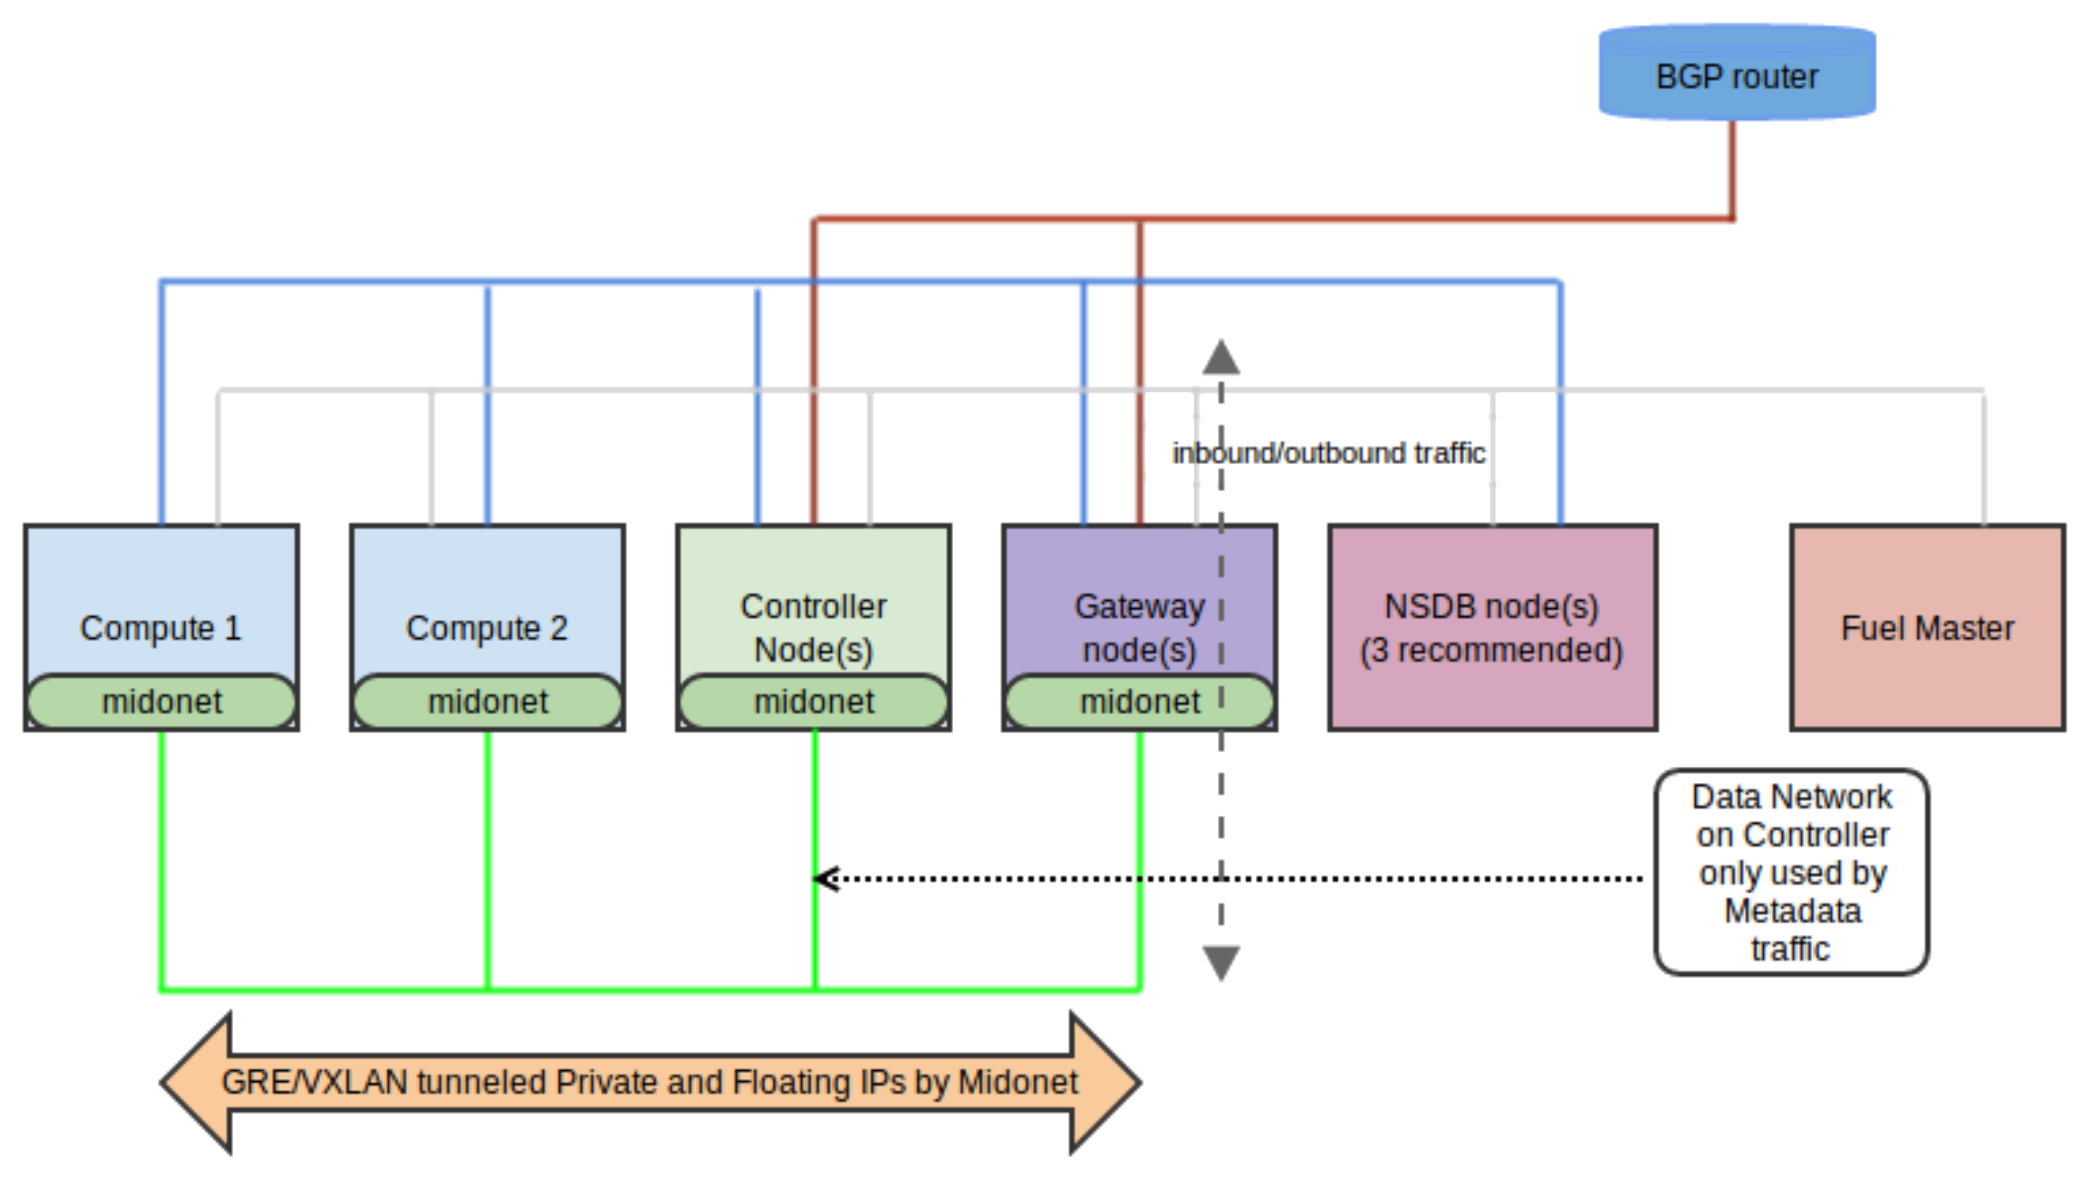 BGP router
inbound/outbound traffic
Compute 1
midonet
Compute 2
midonet
Controller
Node(s)
midonet
Gateway
node(s)
midonet
NSDB node(s)
(3 recommended)
Fuel Master
Data Network
on Controller
only used by
Metadata
traffic
GRE/VXLAN tunneled Private and Floating IPs by Midonet